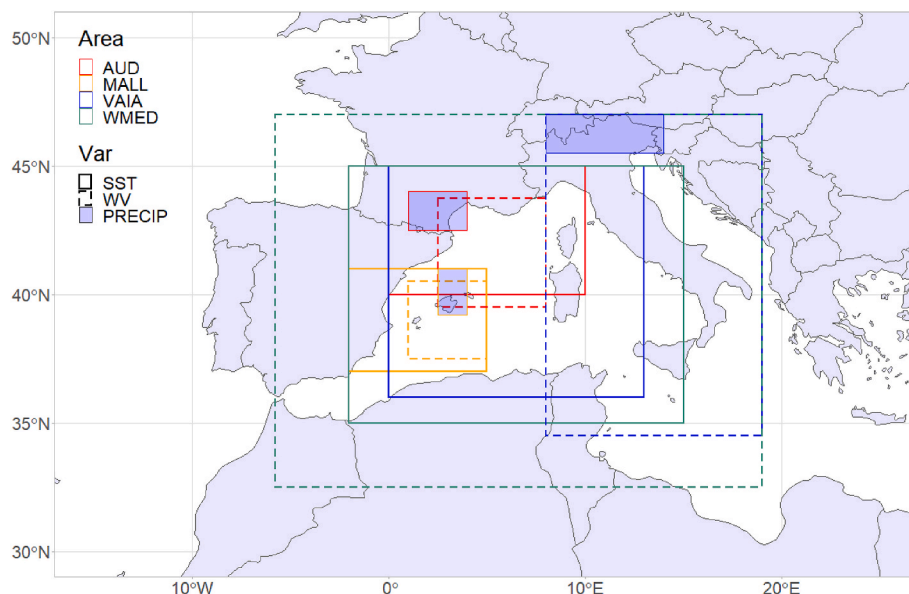 50°N
45°N
40°N
35°N
30°N
Area
AUD
MALL
VAIA
WMED
Var
SST
WV
PRECIP
10°W
0°
10°E
20°E